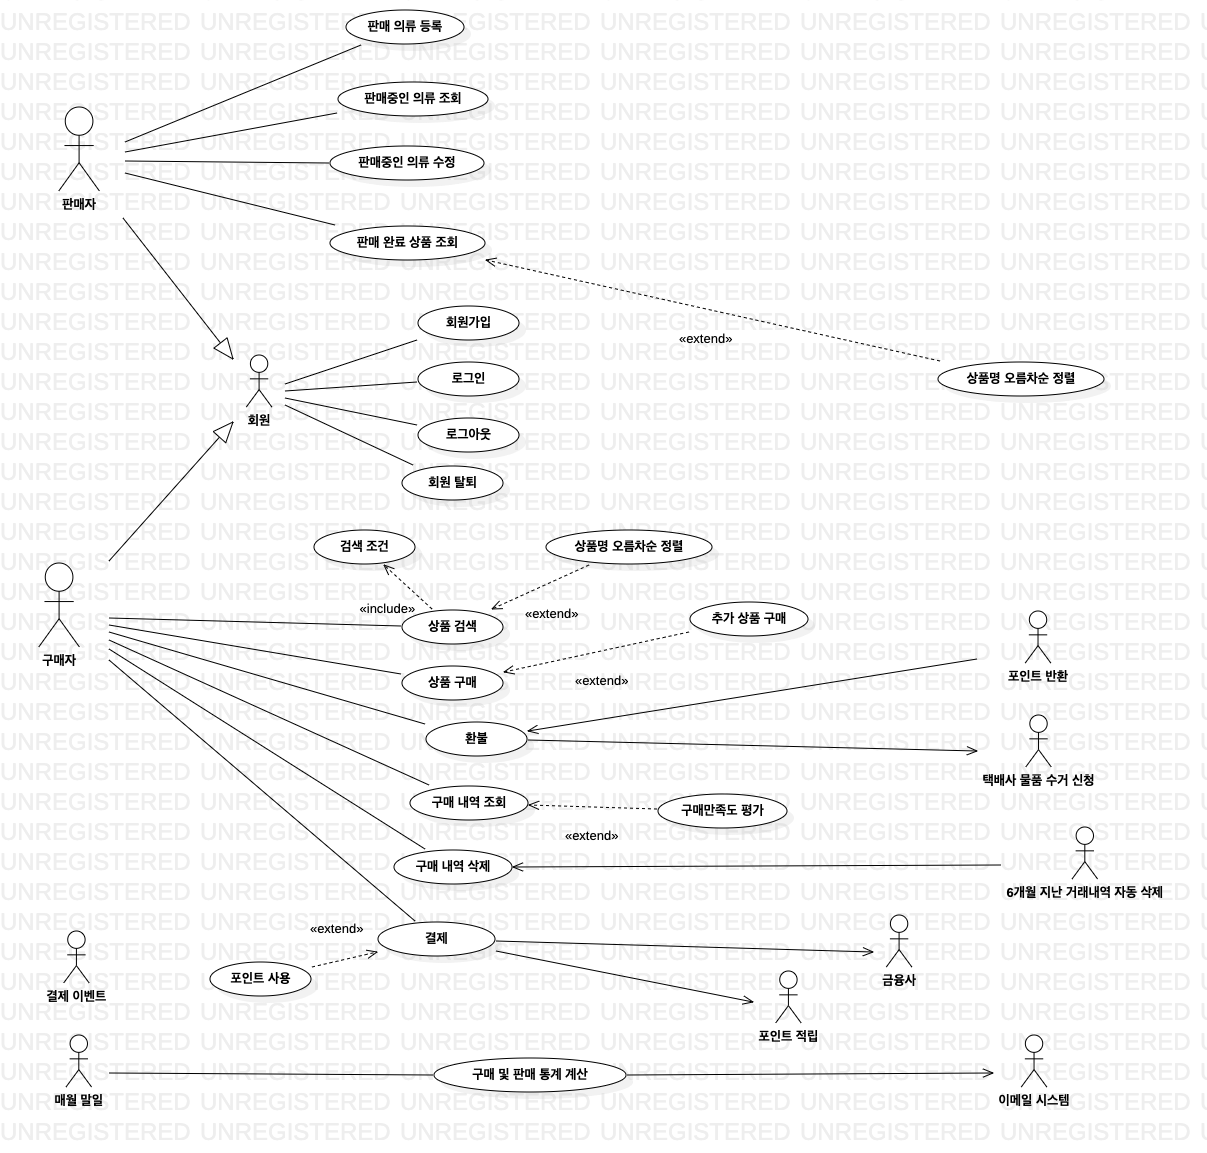 판매 의류 등록
판매중인 의류 조회
판매중인 의류 수정
판매자
판매 완료 상품 조회
회원가입
«extend»
로그인
상품명 오름차순 정렬
회원
로그아웃
회원 탈퇴
검색 조건
상품명 오름차순 정렬
«include»
«extend»
추가 상품 구매
상품 검색
구매자
포인트 반환
상품 구매
«extend»
환불
택배사 물품 수거 신청
구매 내역 조회
구매만족도 평가
«extend»
구매 내역 삭제
6개월 지난 거래내역 자동 삭제
«extend»
결제
포인트 사용
금융사
결제 이벤트
포인트 적립
구매 및 판매 통계 계산
매월 말일
이메일 시스템
UNREGISTERED